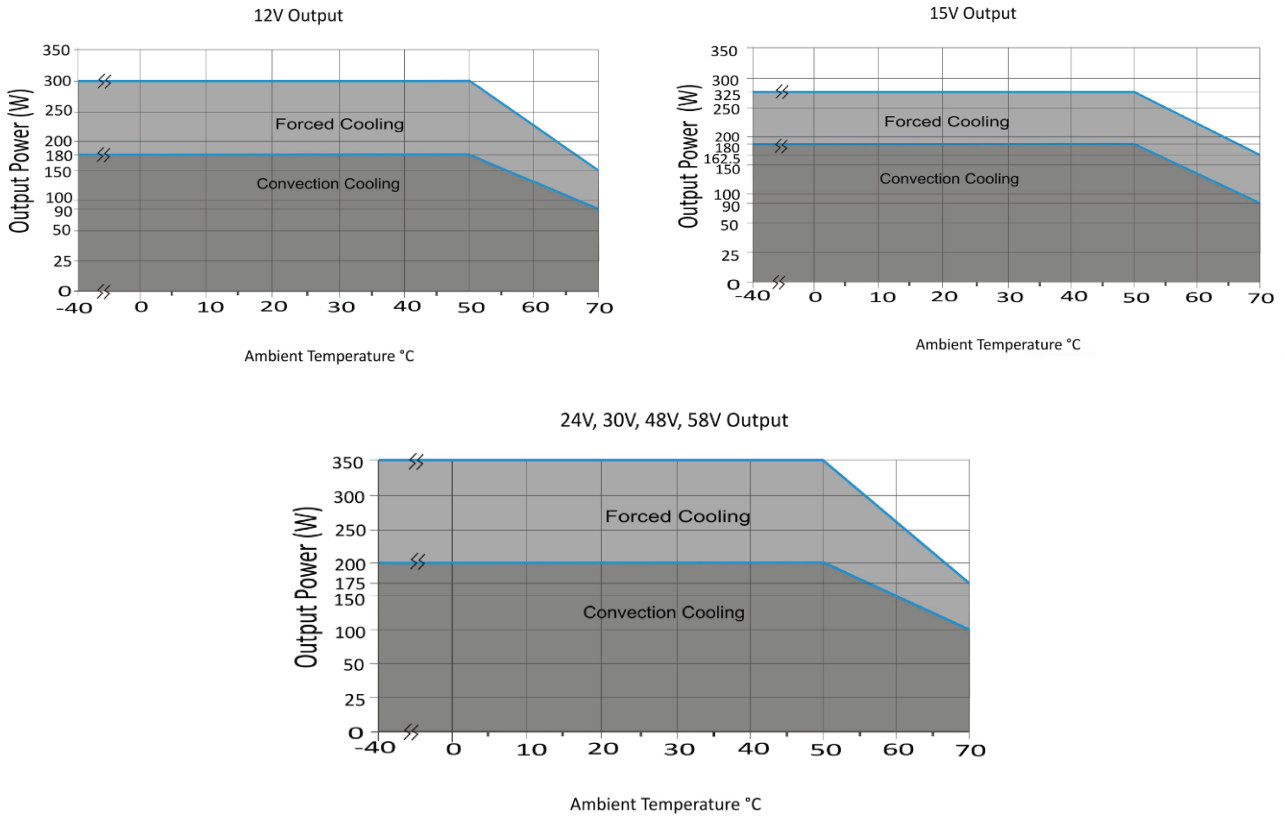 12V Output
Output Power (W)
350
300
250
200
180
150
100
90
50
25
0
Forced Cooling
Convection Cooling
-40 0 10 20 30 40 50 60 70
Ambient Temperature °C
15V Output
Output Power (W)
350
300
325
250
200
180
162.5
150
100
90
50
25
0
Forced Cooling
Convection Cooling
-40 0 10 20 30 40 50 60 70
Ambient Temperature °C
24V, 30V, 48V, 58V Output
Output Power (W)
350
300
250
200
175
150
100
50
25
0
Forced Cooling
Convection Cooling
-40 0 10 20 30 40 50 60 70
Ambient Temperature °C